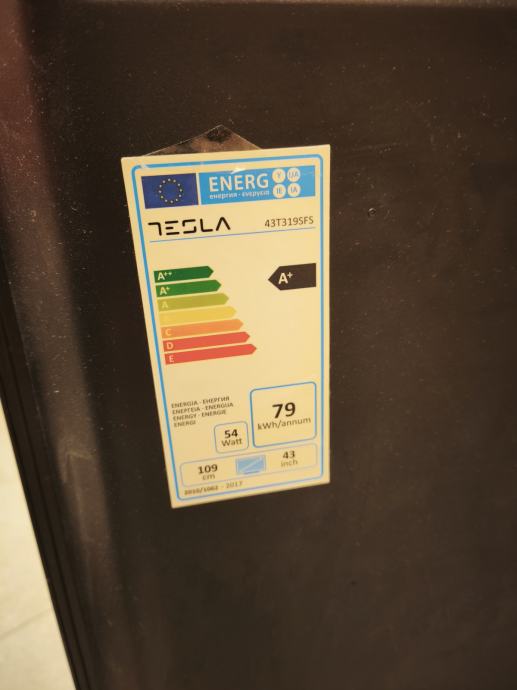 ENERG Y IJA IE IA
енергия · ενεργεια
TESLA 43T319SFS
A++
A+
A+
A
C
D
E
ENERGIJA · ЕНЕРГИЯ
ΕΝΕΡΓΕΙΑ · ENERGIJA
ENERGY · ENERGIE
ENERGI
79
kWh/annum
54
Watt
109
cm
43
inch
2010/1062 - 2017